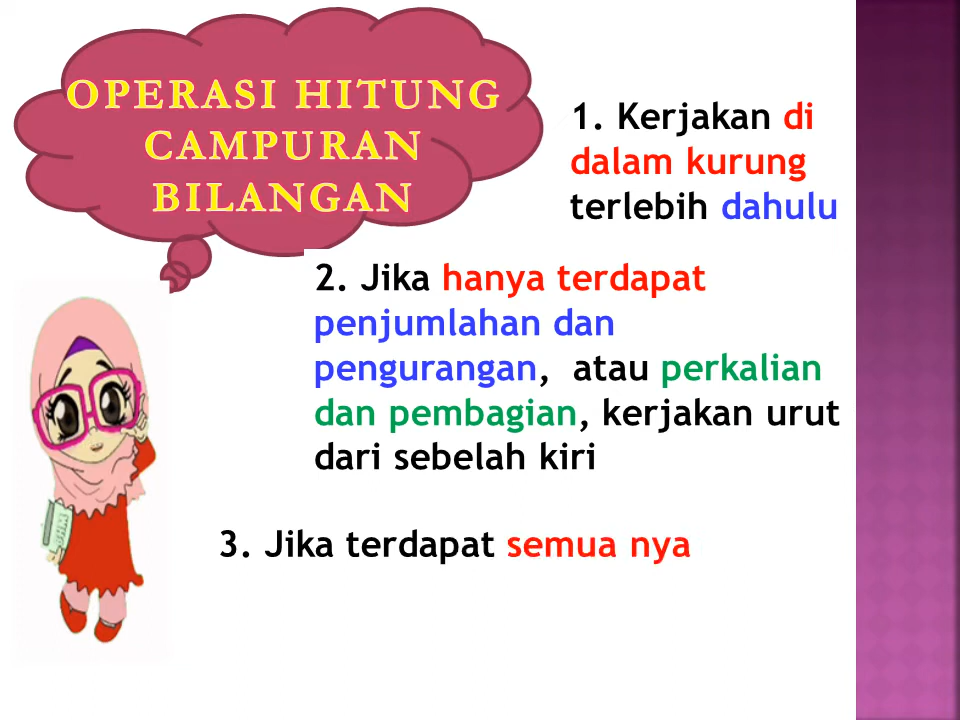 OPERASI HITUNG
CAMPURAN
BILANGAN
1. Kerjakan di
dalam kurung
terlebih dahulu
2. Jika hanya terdapat
penjumlahan dan
pengurangan, atau perkalian
dan pembagian, kerjakan urut
dari sebelah kiri
3. Jika terdapat semua nya